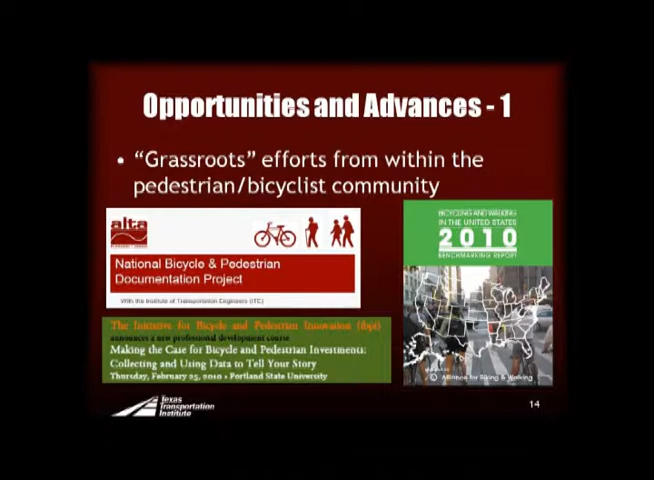 Opportunities and Advances - 1
• “Grassroots” efforts from within the
pedestrian/bicyclist community
alta
National Bicycle & Pedestrian
Documentation Project
With the Institute of Transportation Engineers (ITE)
The Initiative for Bicycle and Pedestrian Innovation (ibpi)
announces a new professional development course
Making the Case for Bicycle and Pedestrian Investments:
Collecting and Using Data to Tell Your Story
Thursday, February 25, 2010 • Portland State University
BICYCLING AND WALKING
IN THE UNITED STATES
2010
BENCHMARKING REPORT
© Alliance for Biking & Walking
Texas
Transportation
Institute
14